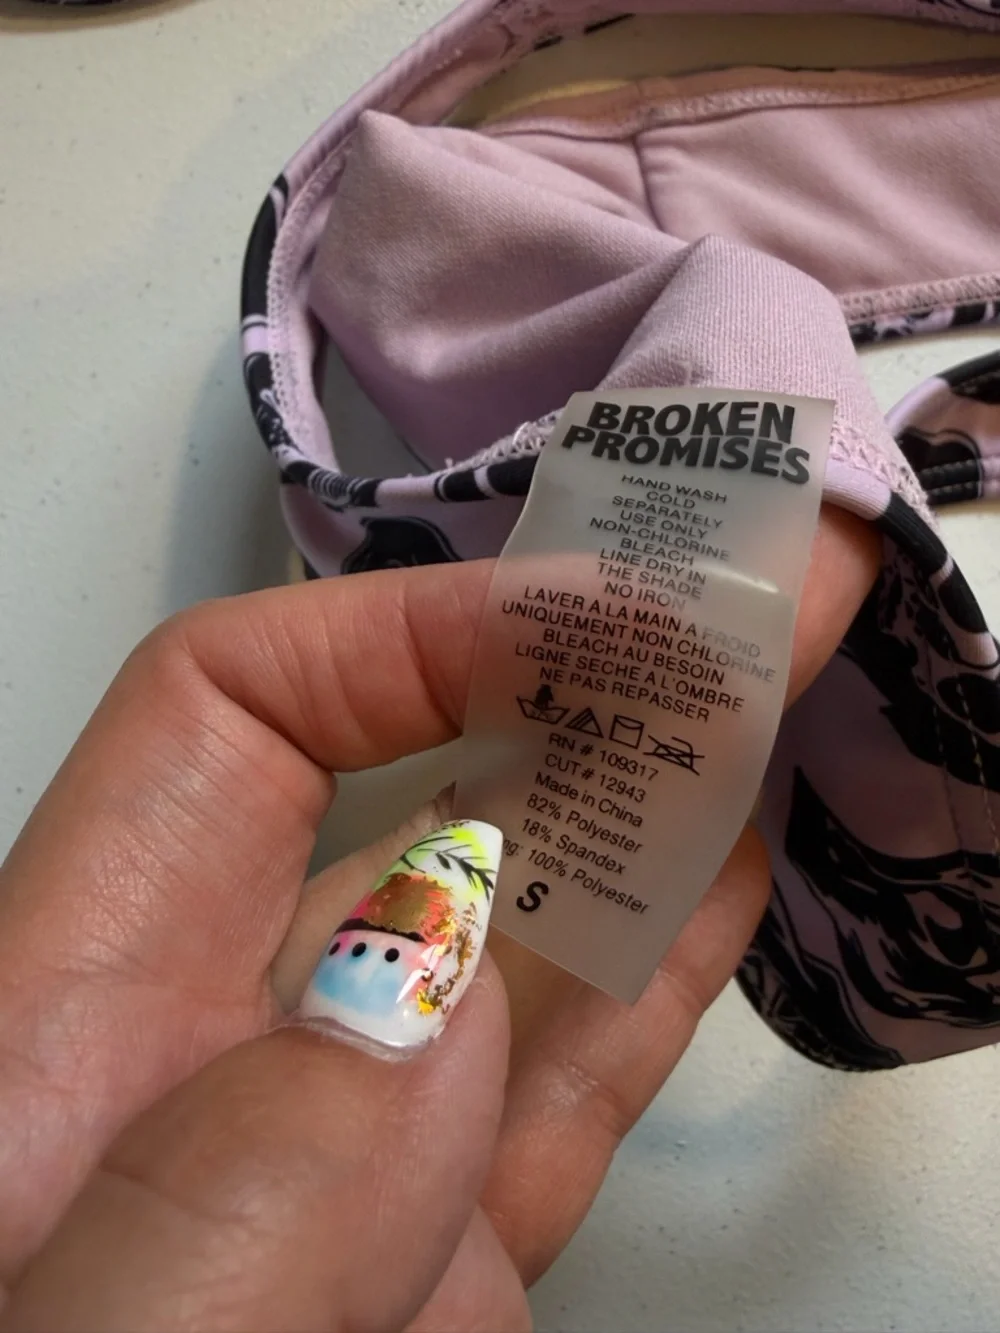 BROKEN
PROMISES
HAND WASH
COLD
SEPARATELY
USE ONLY
NON-CHLORINE
BLEACH
LINE DRY IN
THE SHADE
NO IRON
LAVER A LA MAIN A FROID
UNIQUEMENT NON CHLORINE
BLEACH AU BESOIN
LIGNE SECHE A L'OMBRE
NE PAS REPASSER
RN # 109317
CUT # 12943
Made in China
82% Polyester
18% Spandex
ng: 100% Polyester
S